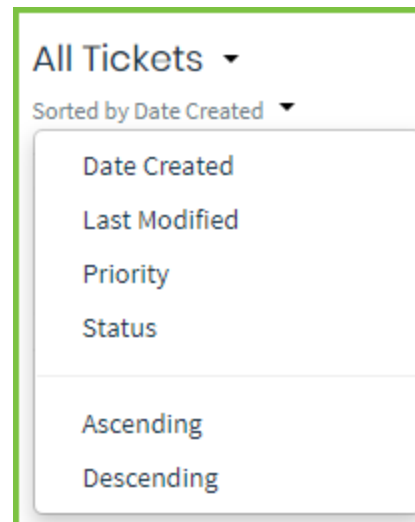 All Tickets
Sorted by Date Created
Date Created
Last Modified
Priority
Status
Ascending
Descending